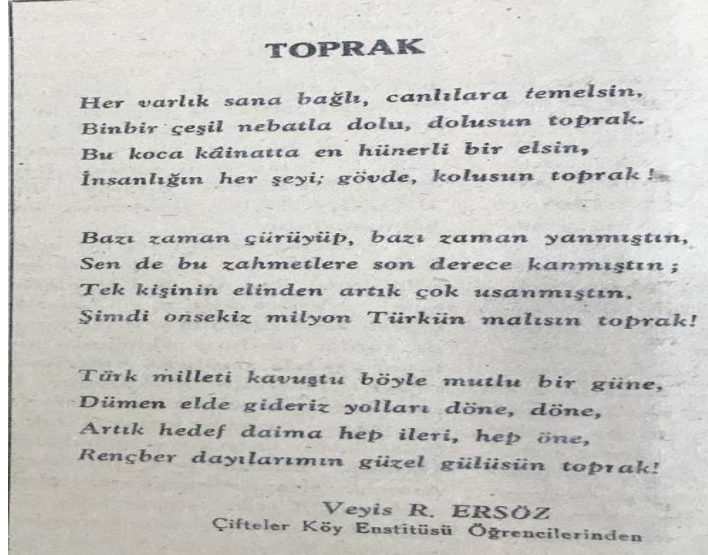 TOPRAK
Her varlık sana bağlı, canlılara temelsin,
Binbir çeşil nebatla dolu, dolusun toprak.
Bu koca kâinatta en hünerli bir elsin,
İnsanlığın her şeyi; gövde, kolusun toprak!
Bazı zaman çürüyüp, bazı zaman yanmıştın,
Sen de bu zahmetlere son derece kanmıştın;
Tek kişinin elinden artık çok usanmıştın,
Şimdi onsekiz milyon Türkün malısın toprak!
Türk milleti kavuştu böyle mutlu bir güne,
Dümen elde gideriz yolları döne, döne,
Artık hedef daima hep ileri, hep öne,
Rençber dayılarımın güzel gülüsün toprak!
Veyis R. ERSÖZ
Çifteler Köy Enstitüsü Öğrencilerinden